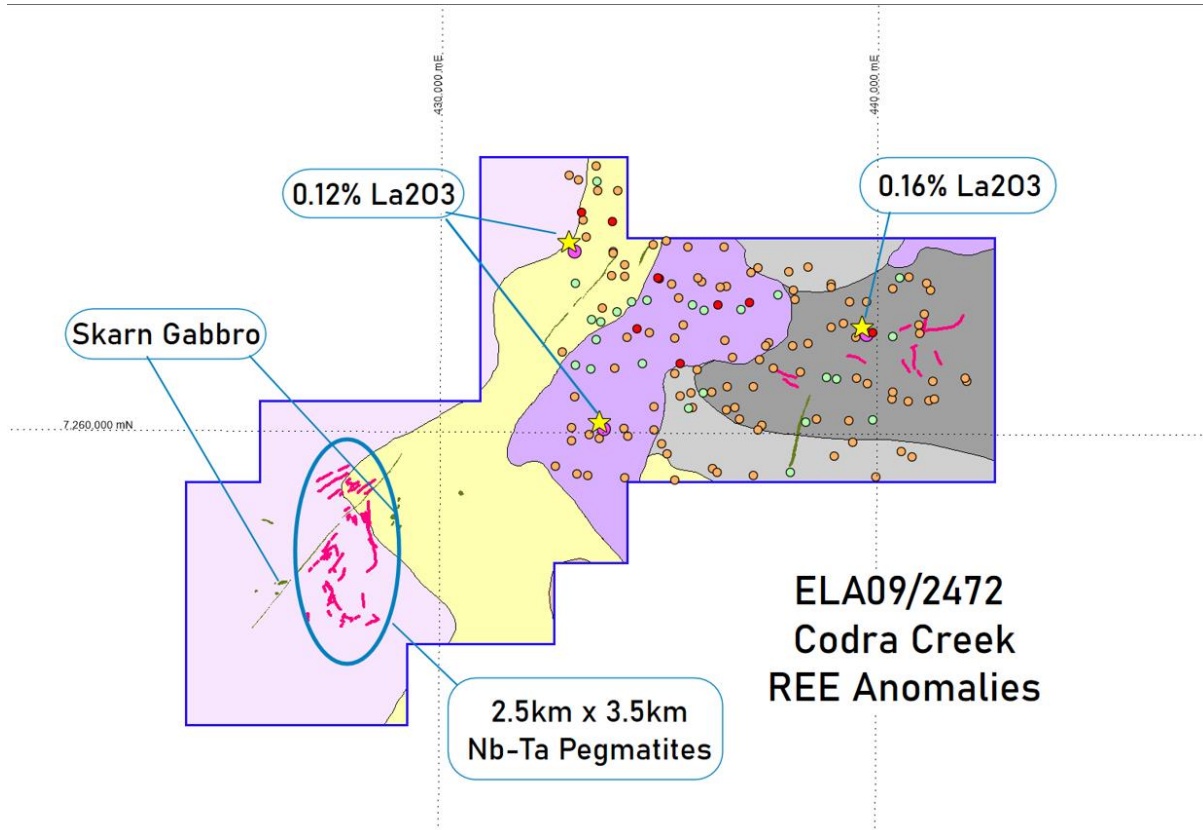 430,000 mE
440,000 mE
0.12% La2O3
0.16% La2O3
Skarn Gabbro
7,260,000 mN
ELA09/2472
Codra Creek
REE Anomalies
2.5km x 3.5km
Nb-Ta Pegmatites